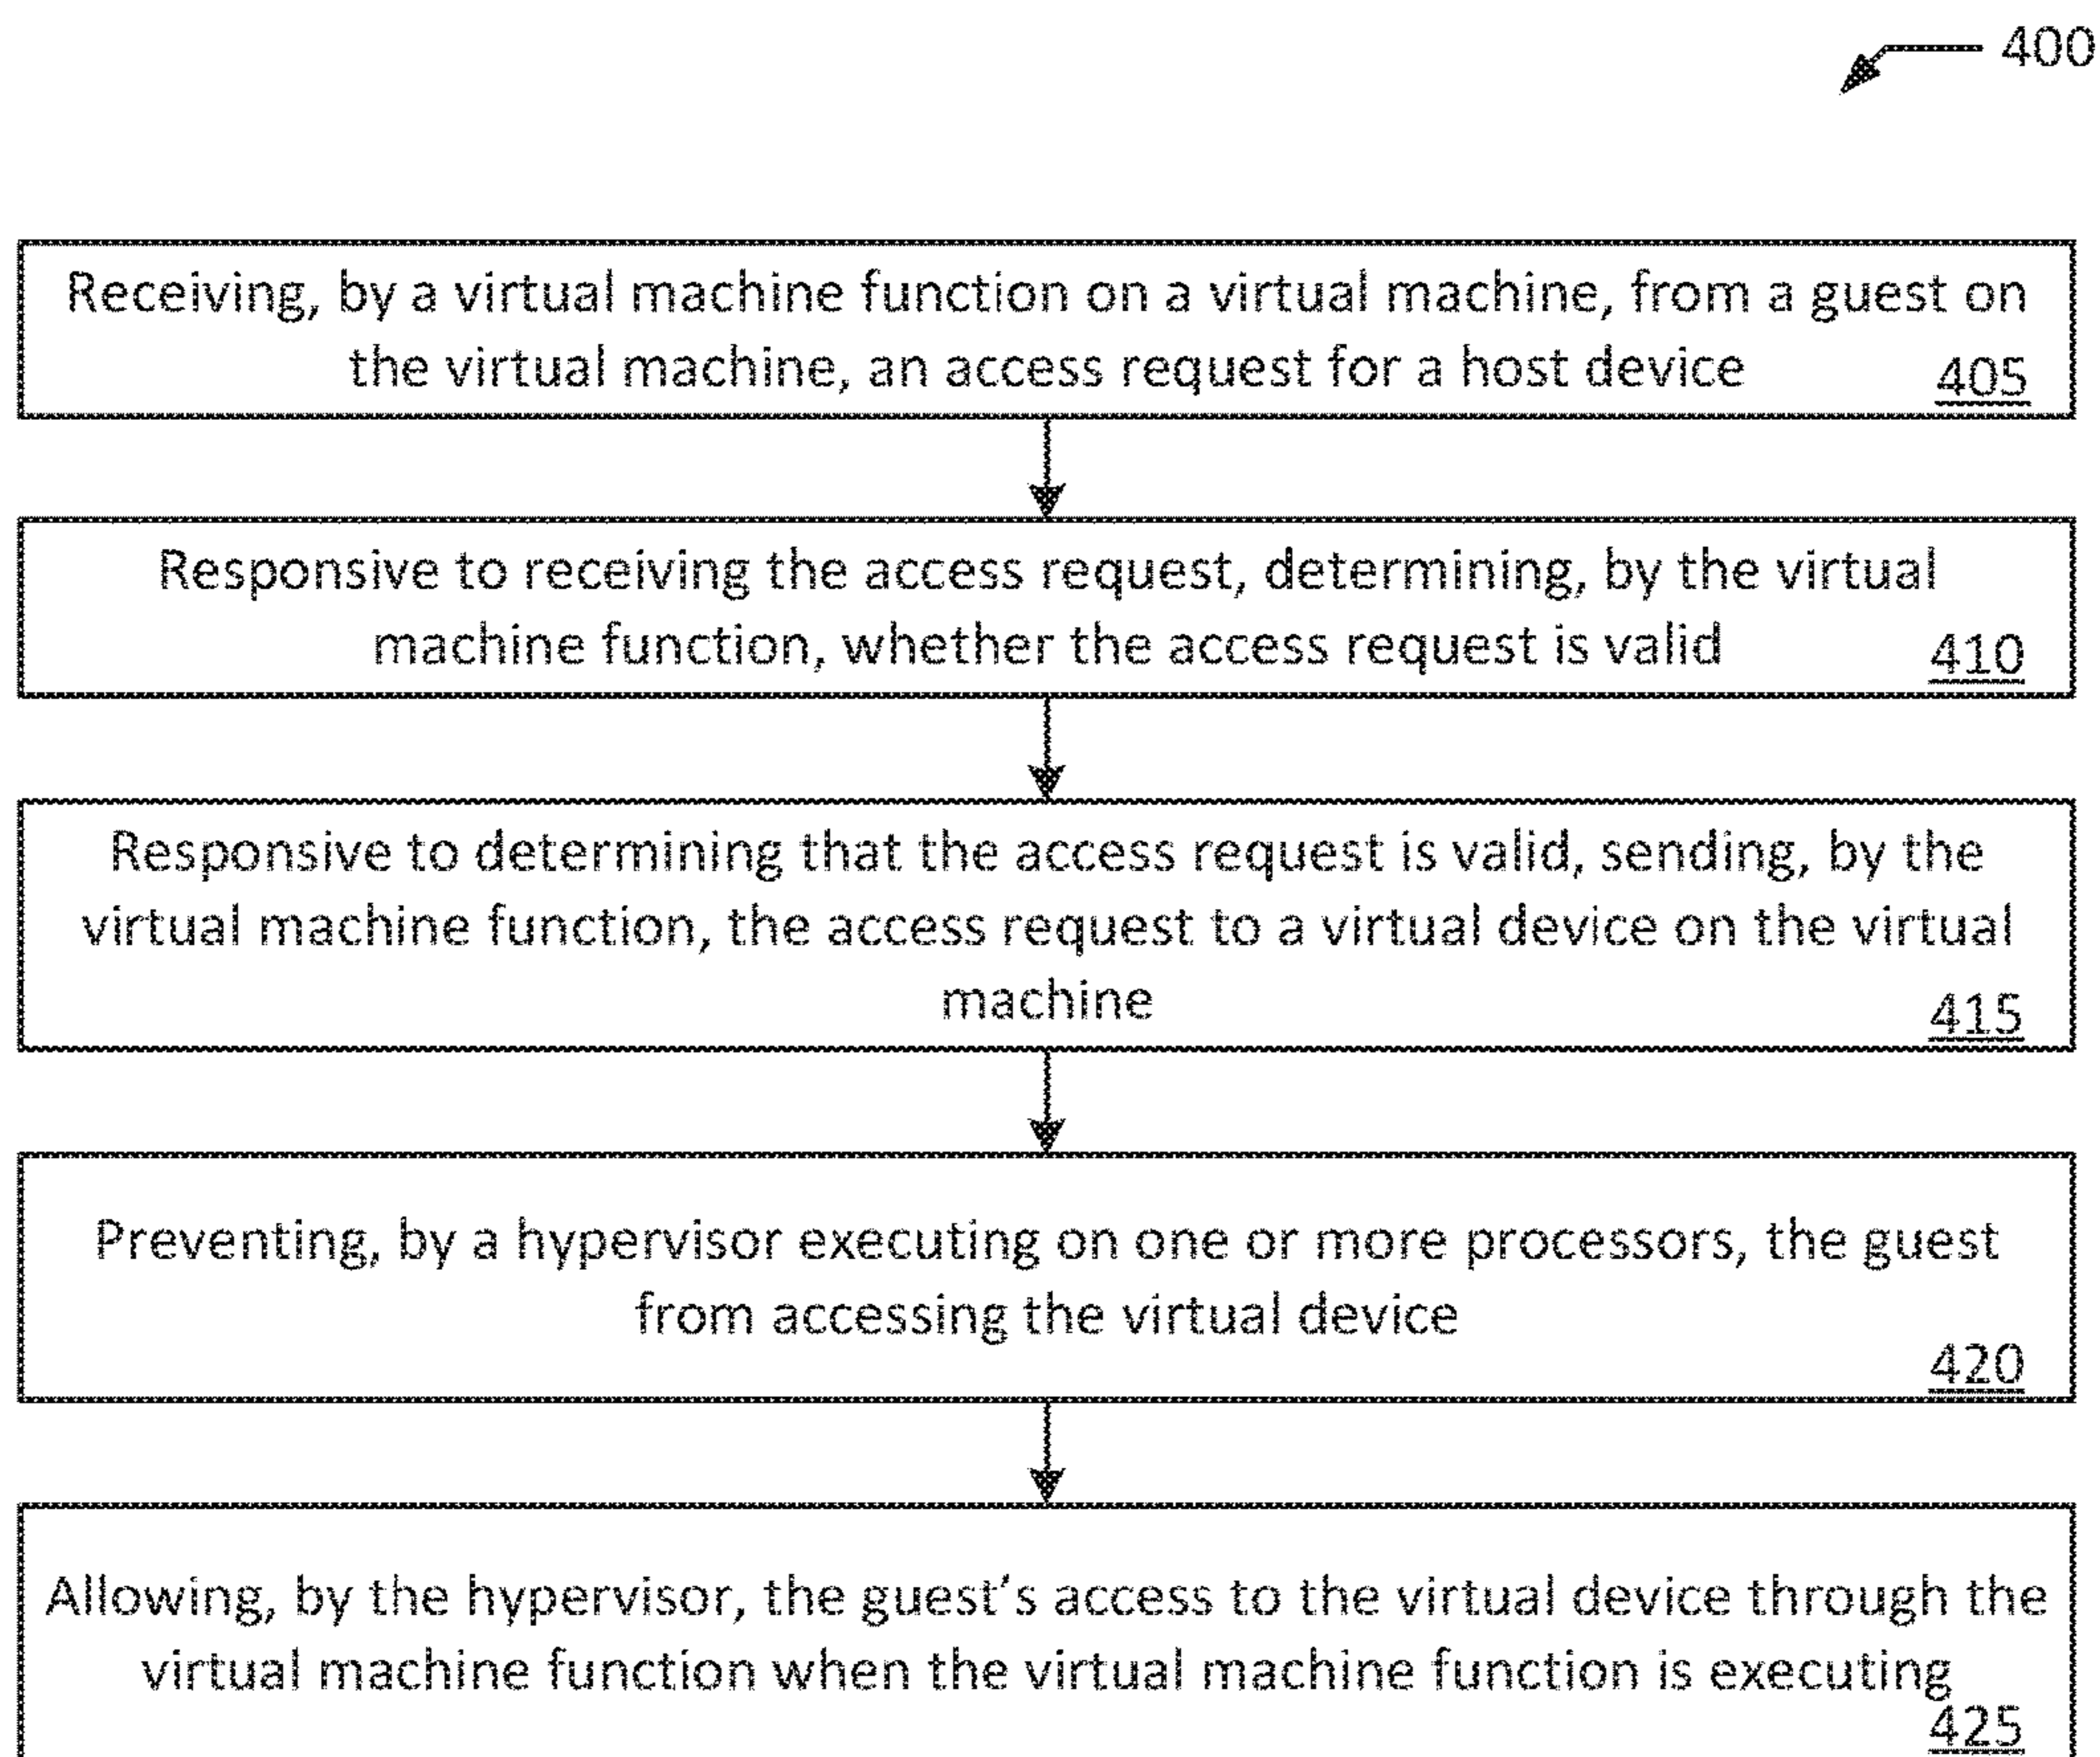 400
Receiving, by a virtual machine function on a virtual machine, from a guest on
the virtual machine, an access request for a host device
405
Responsive to receiving the access request, determining, by the virtual
machine function, whether the access request is valid
410
Responsive to determining that the access request is valid, sending, by the
virtual machine function, the access request to a virtual device on the virtual
machine
415
Preventing, by a hypervisor executing on one or more processors, the guest
from accessing the virtual device
420
Allowing, by the hypervisor, the guest's access to the virtual device through the
virtual machine function when the virtual machine function is executing
425